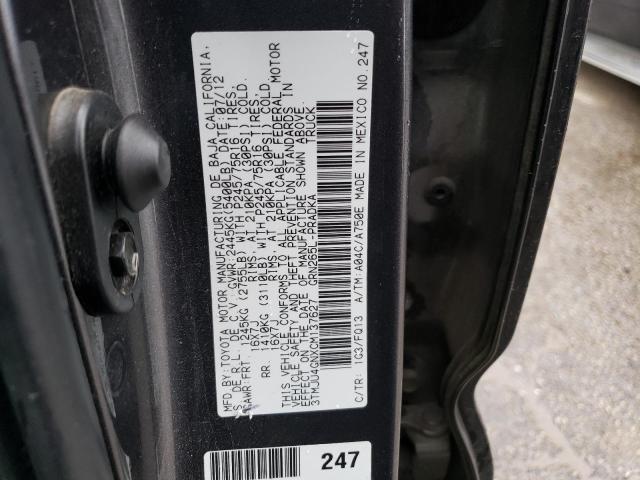 MFD.BY:TOYOTA MOTOR MANUFACTURING DE BAJA CALIFORNIA,
S. DE R.L. DE C.V. DATE:07/12
GVWR:2445KG(5400LB)
GAWR:FRT. 1245KG (2755LB) WITH P245/75R16 TIRES,
16X7J RIMS, AT 210KPA (30PSI) COLD.
RR. 1410KG (3110LB) WITH P245/75R16 TIRES,
16X7J RIMS, AT 210KPA (30PSI) COLD.
THIS VEHICLE CONFORMS TO ALL APPLICABLE FEDERAL MOTOR
VEHICLE SAFETY AND THEFT PREVENTION STANDARDS IN
EFFECT ON THE DATE OF MANUFACTURE SHOWN ABOVE.
3TMJU4GNXCM137627 GRN265L-PRADKA TRUCK
C/TR: 1G3/FQ13 A/TM: A04C/A750E MADE IN MEXICO NO.247
247